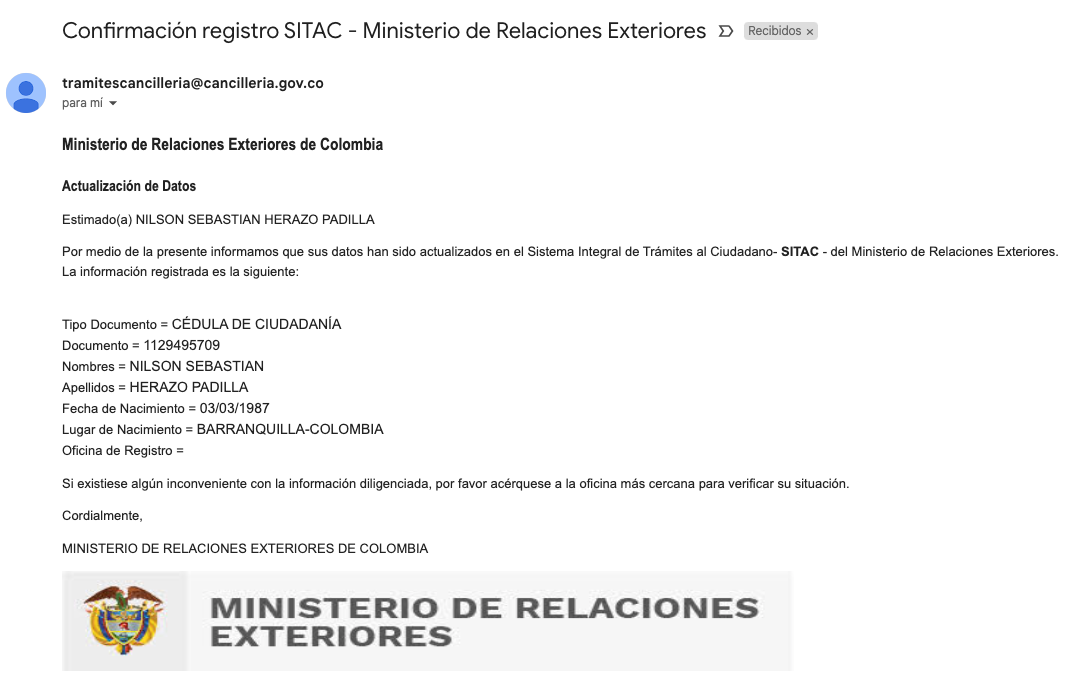 Confirmación registro SITAC - Ministerio de Relaciones Exteriores Recibidos ×
tramitescancilleria@cancilleria.gov.co
para mí
Ministerio de Relaciones Exteriores de Colombia
Actualización de Datos
Estimado(a) NILSON SEBASTIAN HERAZO PADILLA
Por medio de la presente informamos que sus datos han sido actualizados en el Sistema Integral de Trámites al Ciudadano- SITAC - del Ministerio de Relaciones Exteriores.
La información registrada es la siguiente:
Tipo Documento = CÉDULA DE CIUDADANÍA
Documento = 1129495709
Nombres = NILSON SEBASTIAN
Apellidos = HERAZO PADILLA
Fecha de Nacimiento = 03/03/1987
Lugar de Nacimiento = BARRANQUILLA-COLOMBIA
Oficina de Registro =
Si existiese algún inconveniente con la información diligenciada, por favor acérquese a la oficina más cercana para verificar su situación.
Cordialmente,
MINISTERIO DE RELACIONES EXTERIORES DE COLOMBIA
MINISTERIO DE RELACIONES
EXTERIORES